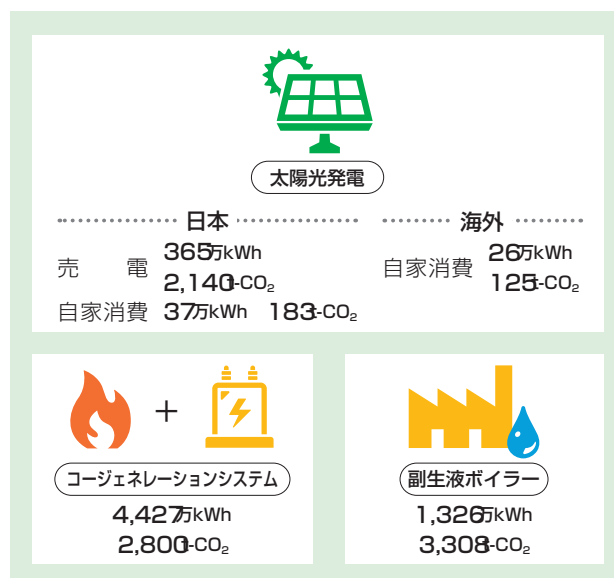 太陽光発電
日本
売電 365万kWh
2,140t-CO₂
自家消費 37万kWh 183t-CO₂
海外
自家消費 26万kWh
125t-CO₂
+
コージェネレーションシステム
4,427万kWh
2,800t-CO₂
副生液ボイラー
1,326万kWh
3,308t-CO₂